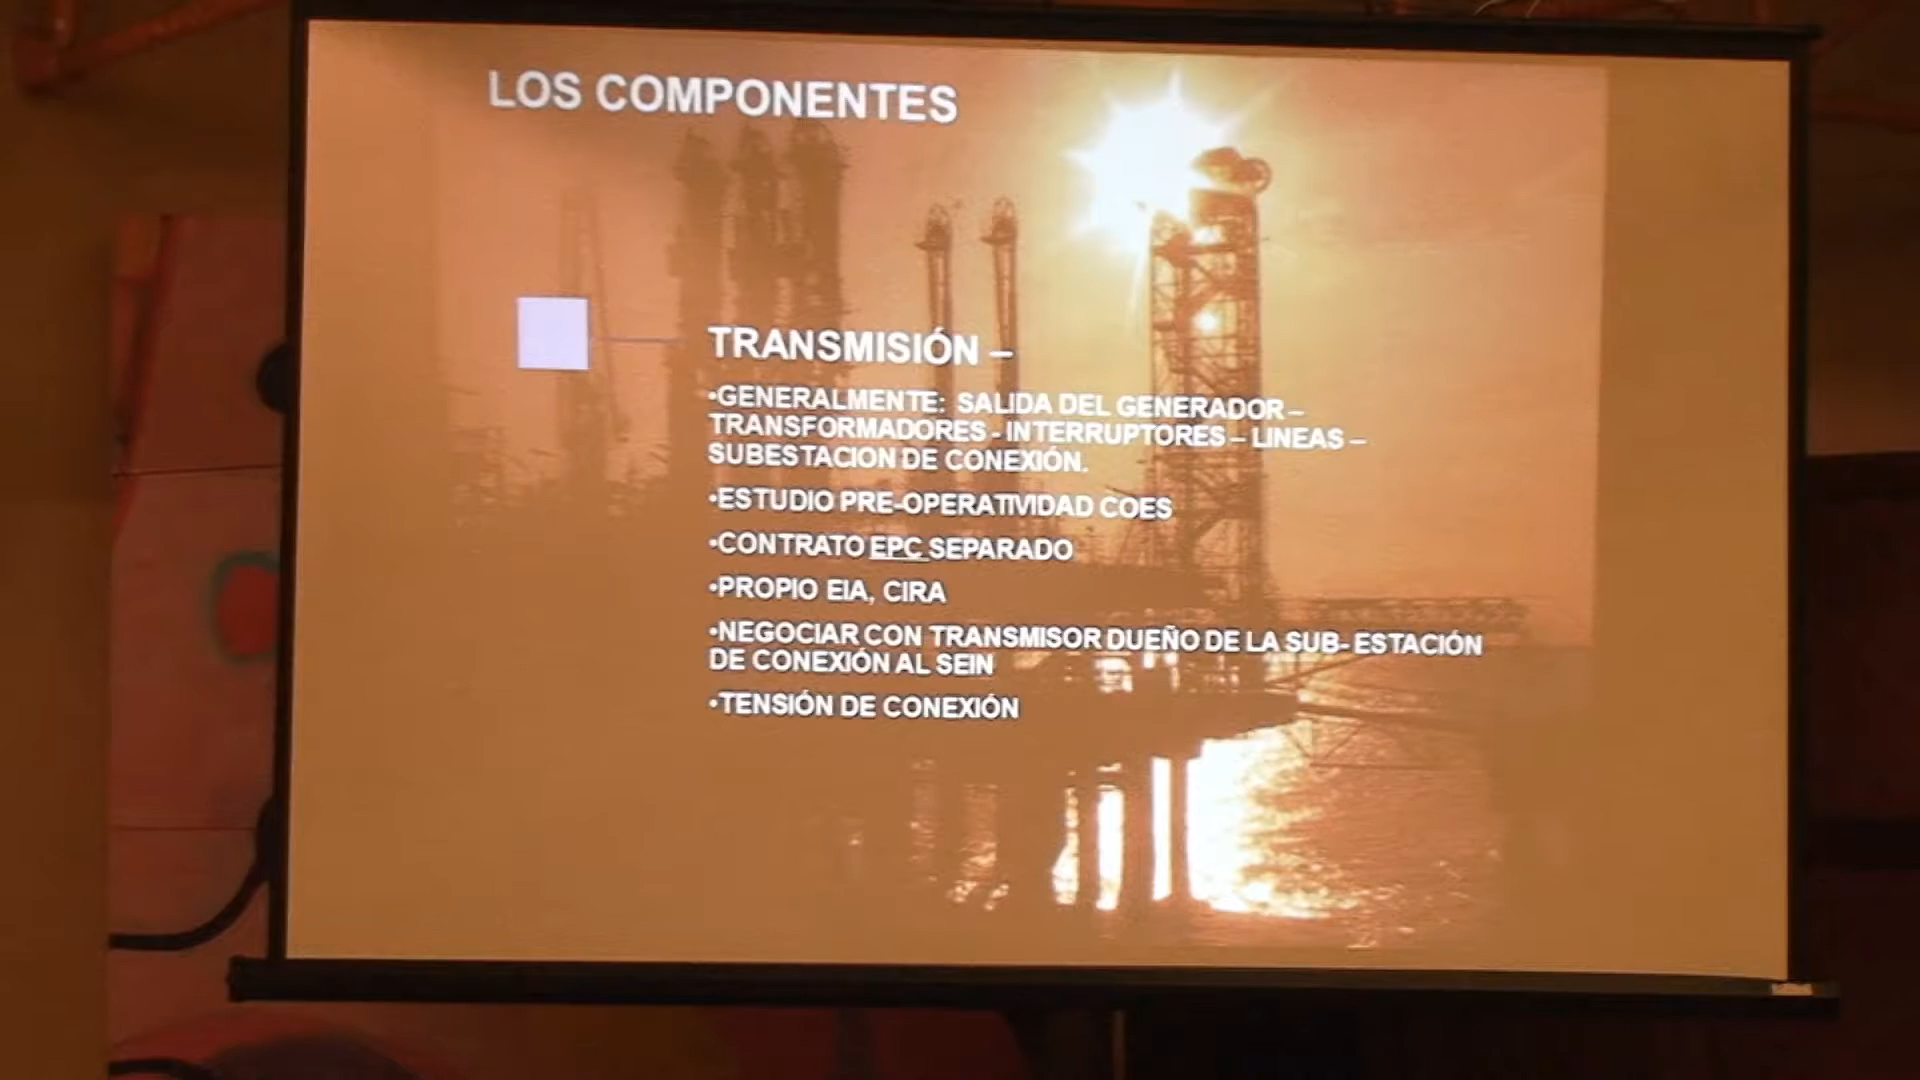 LOS COMPONENTES
TRANSMISIÓN –
•GENERALMENTE: SALIDA DEL GENERADOR –
TRANSFORMADORES - INTERRUPTORES – LINEAS –
SUBESTACION DE CONEXIÓN.
•ESTUDIO PRE-OPERATIVIDAD COES
•CONTRATO EPC SEPARADO
•PROPIO EIA, CIRA
•NEGOCIAR CON TRANSMISOR DUEÑO DE LA SUB- ESTACIÓN
DE CONEXIÓN AL SEIN
•TENSIÓN DE CONEXIÓN